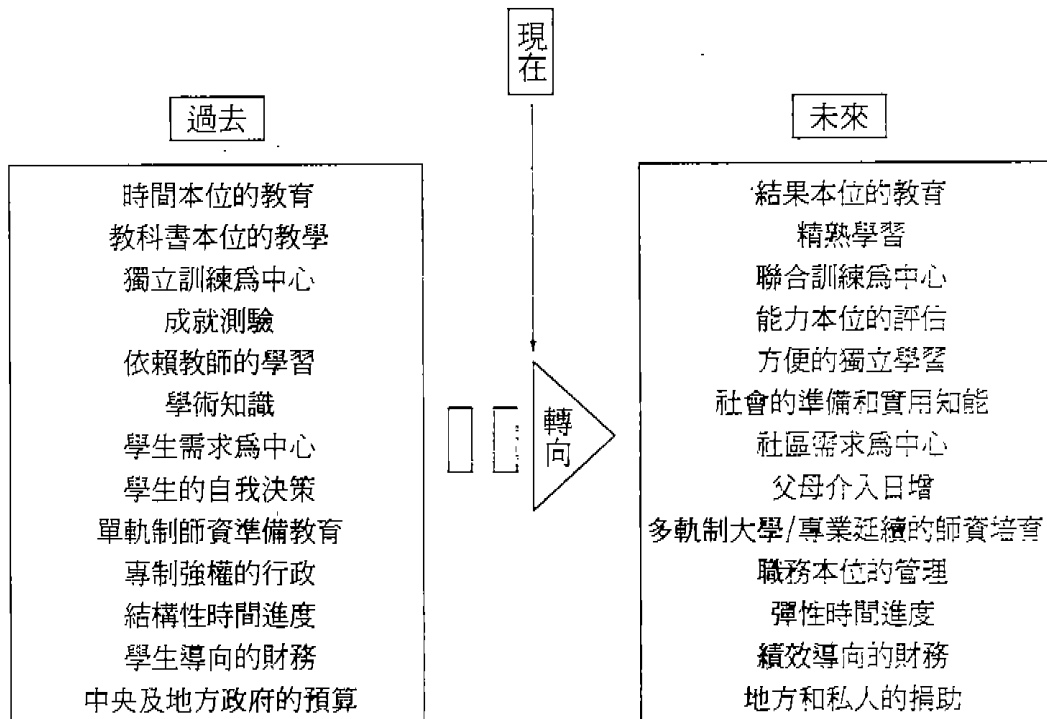 現在
過去
時間本位的教育
教科書本位的教學
獨立訓練爲中心
成就測驗
依賴教師的學習
學術知識
學生需求爲中心
學生的自我決策
單軌制師資準備教育
專制強權的行政
結構性時間進度
學生導向的財務
中央及地方政府的預算
轉向
未來
結果本位的教育
精熟學習
聯合訓練爲中心
能力本位的評估
方便的獨立學習
社會的準備和實用知能
社區需求爲中心
父母介入日增
多軌制大學/專業延續的師資培育
職務本位的管理
彈性時間進度
績效導向的財務
地方和私人的捐助